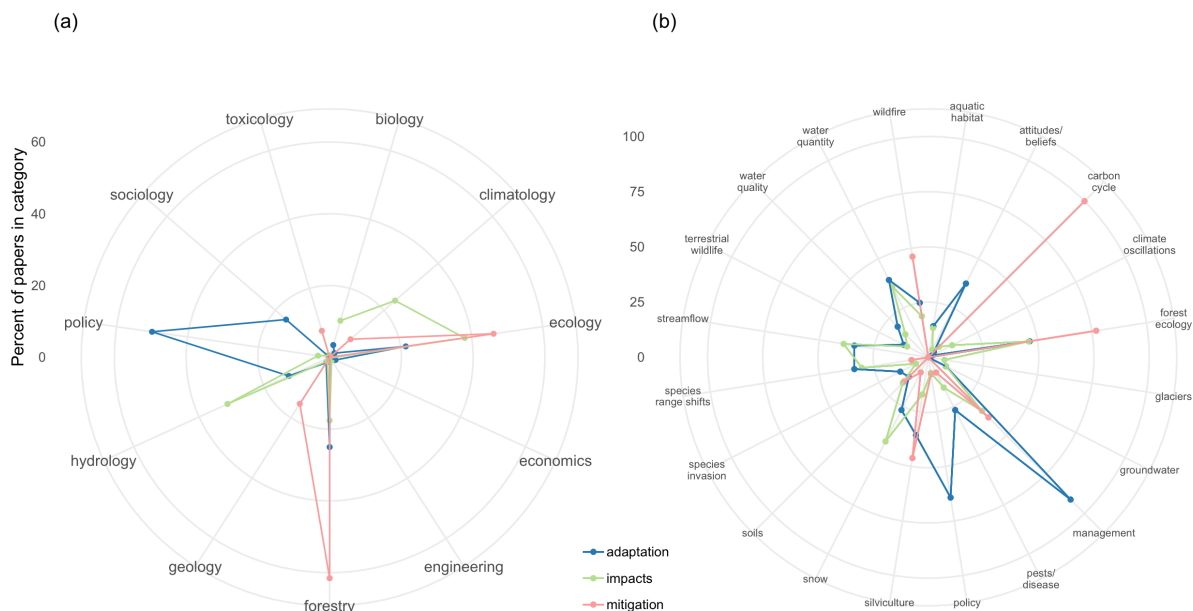 (a)
(b)
Percent of papers in category
60
40
20
0
toxicology
biology
sociology
climatology
policy
ecology
hydrology
economics
geology
engineering
forestry
100
75
50
25
0
wildfire
aquatic
habitat
water
quantity
attitudes/
beliefs
water
quality
carbon
cycle
terrestrial
wildlife
climate
oscillations
streamflow
forest
ecology
species
range shifts
glaciers
species
invasion
groundwater
soils
management
snow
pests/
disease
silviculture
policy
adaptation
impacts
mitigation